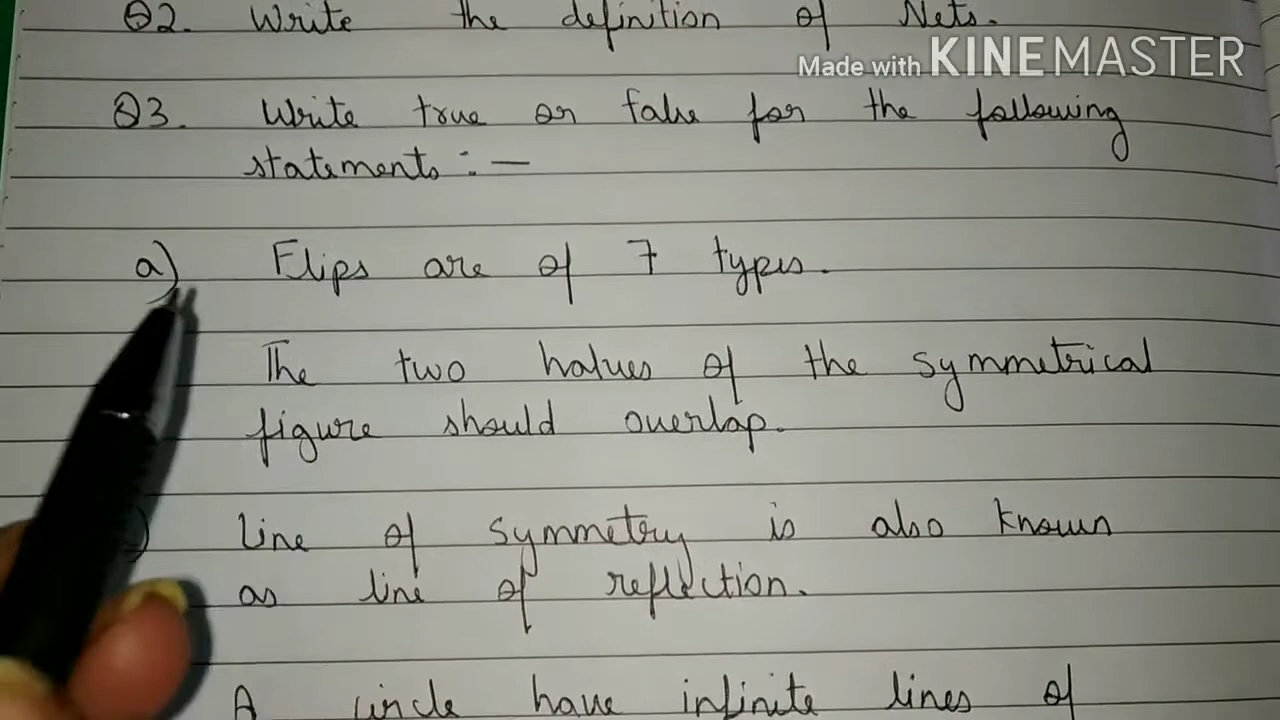 Q2. Write the definition of Nets.
Made with KINEMASTER
Q3. Write true or false for the following
statements :—
a) Flips are of 7 types.
The two halves of the symmetrical
figure should overlap.
) Line of symmetry is also known
as line of reflection.
A circle have infinite lines of